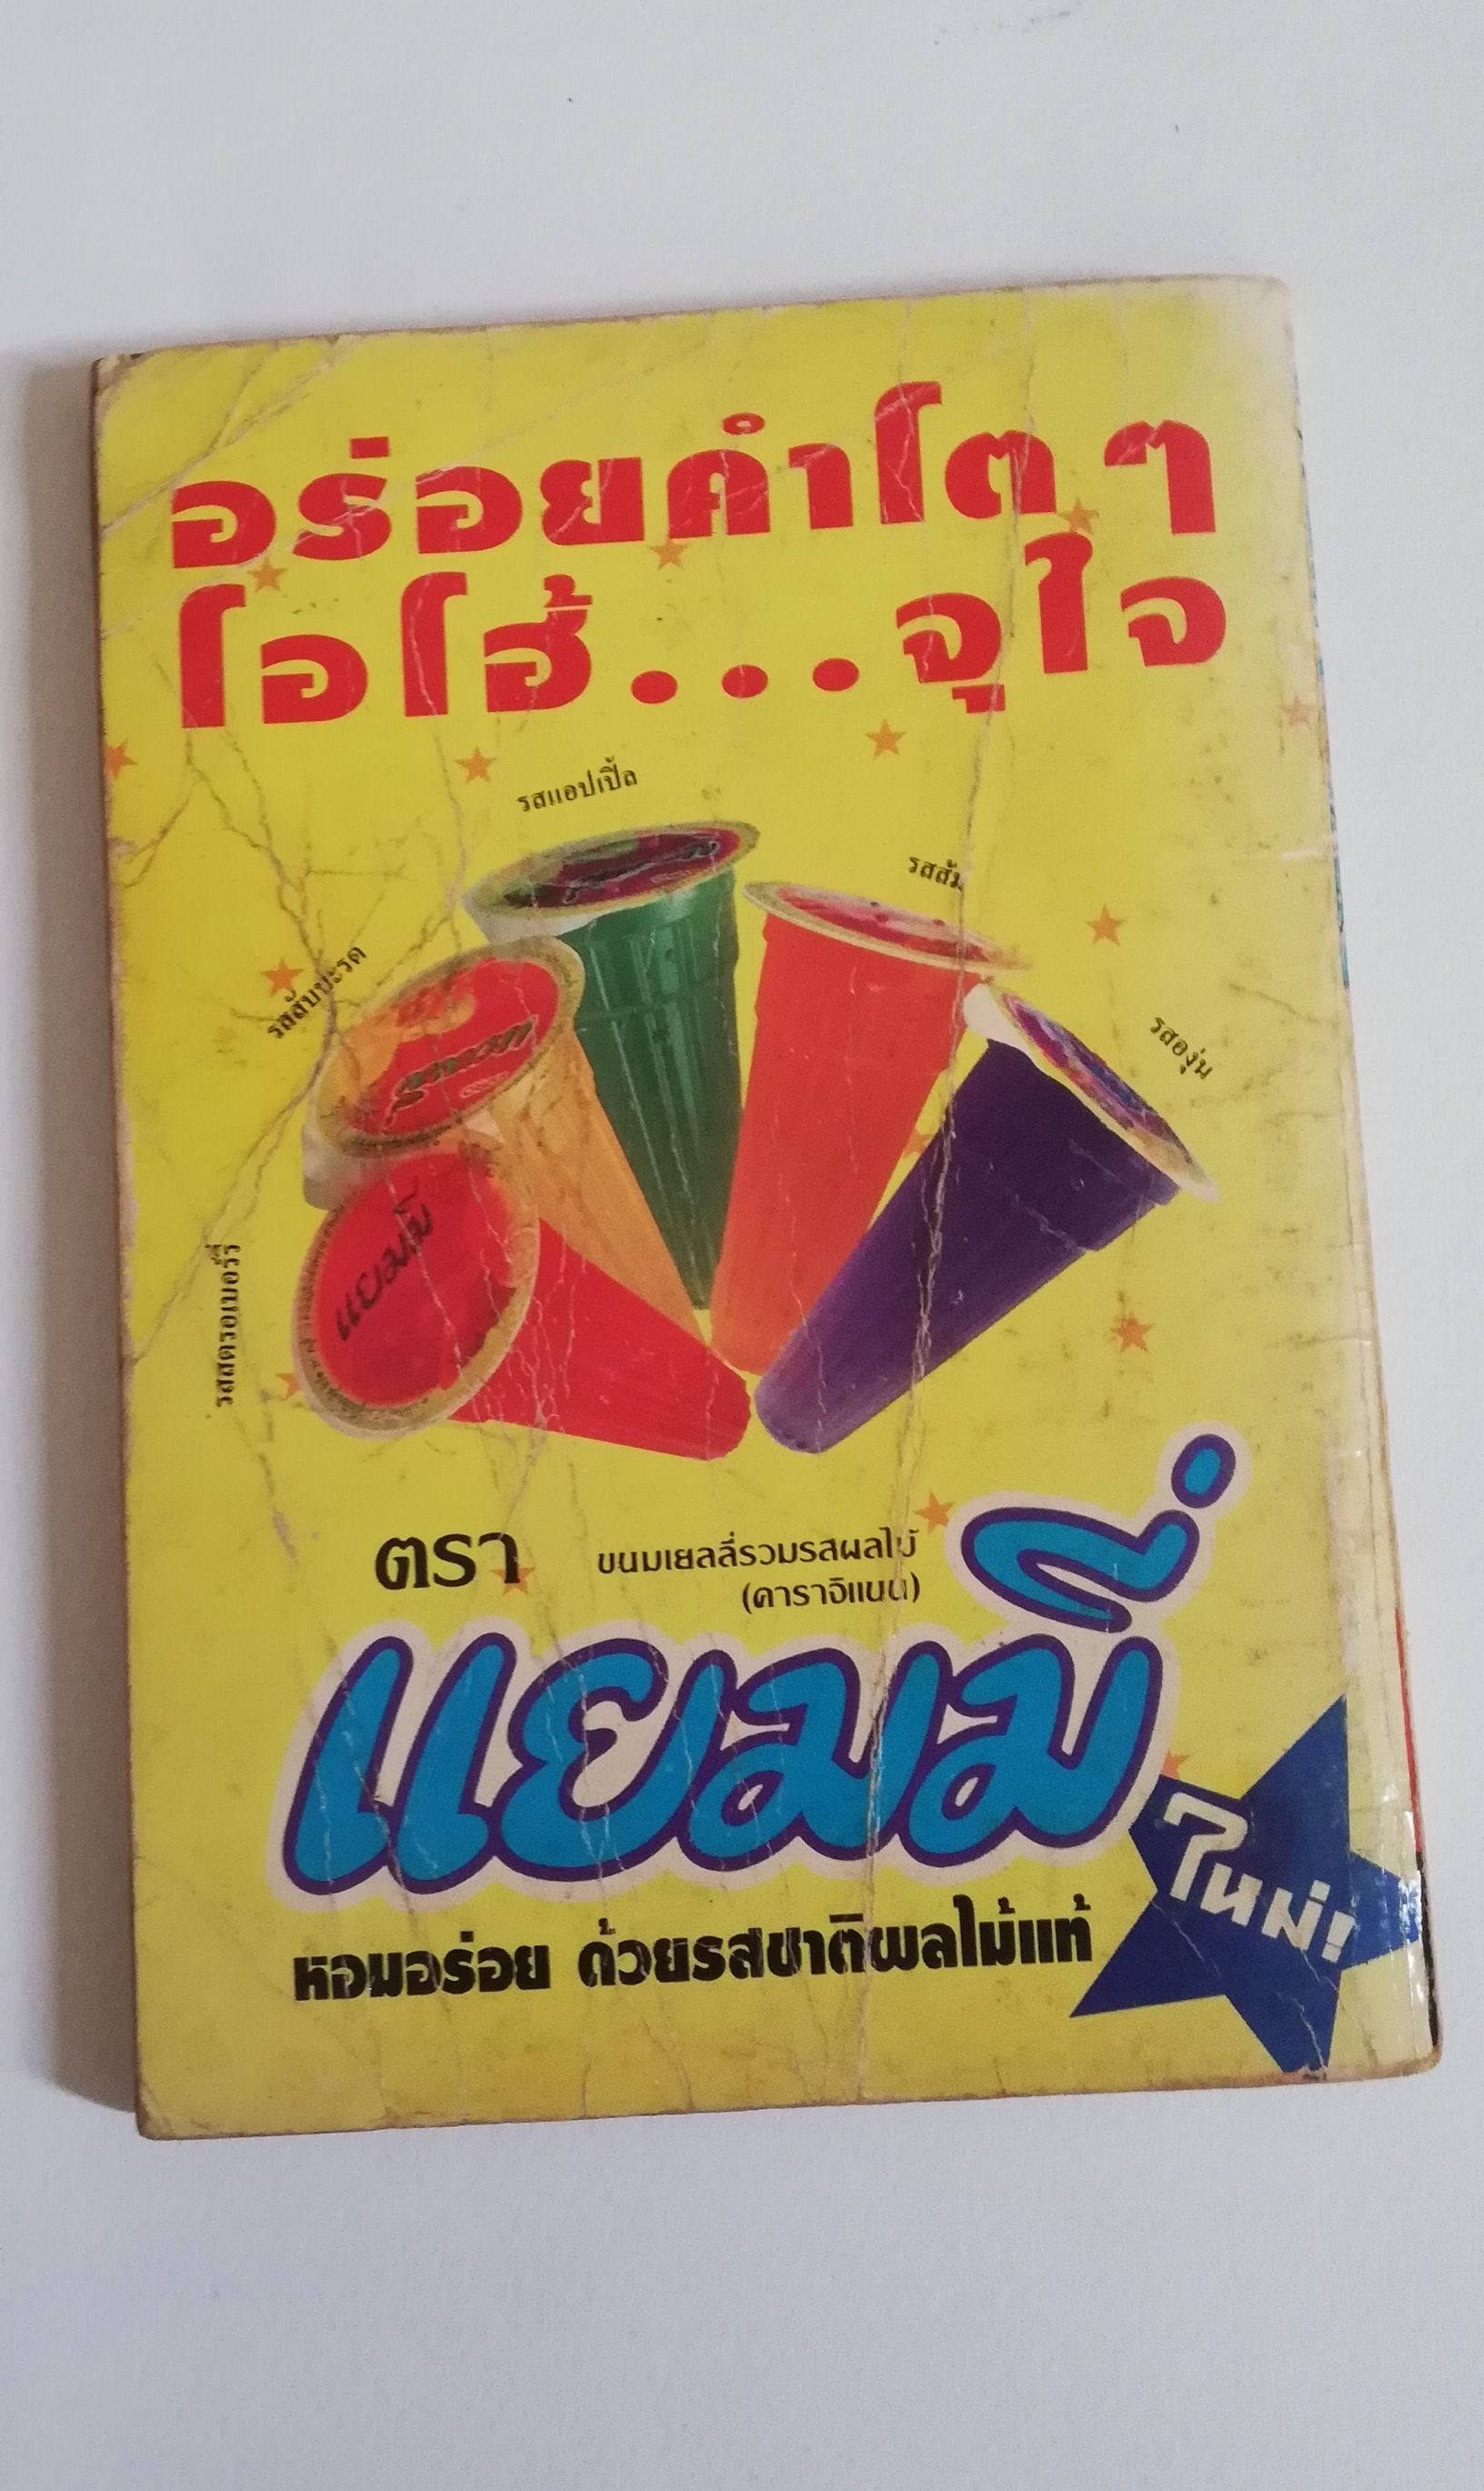 อร่อยคำโต ๆ
โอโฮ้...จุใจ
รสแอปเปิ้ล
รสส้ม
รสสับปะรด
รสองุ่น
แยมมี่
รสสตรอเบอร์รี่
ตรา
ขนมเยลลี่รวมรสผลไม้
(คาราจีแนน)
แยมมี่
ใหม่!
หอมอร่อย ด้วยรสชาติผลไม้แท้